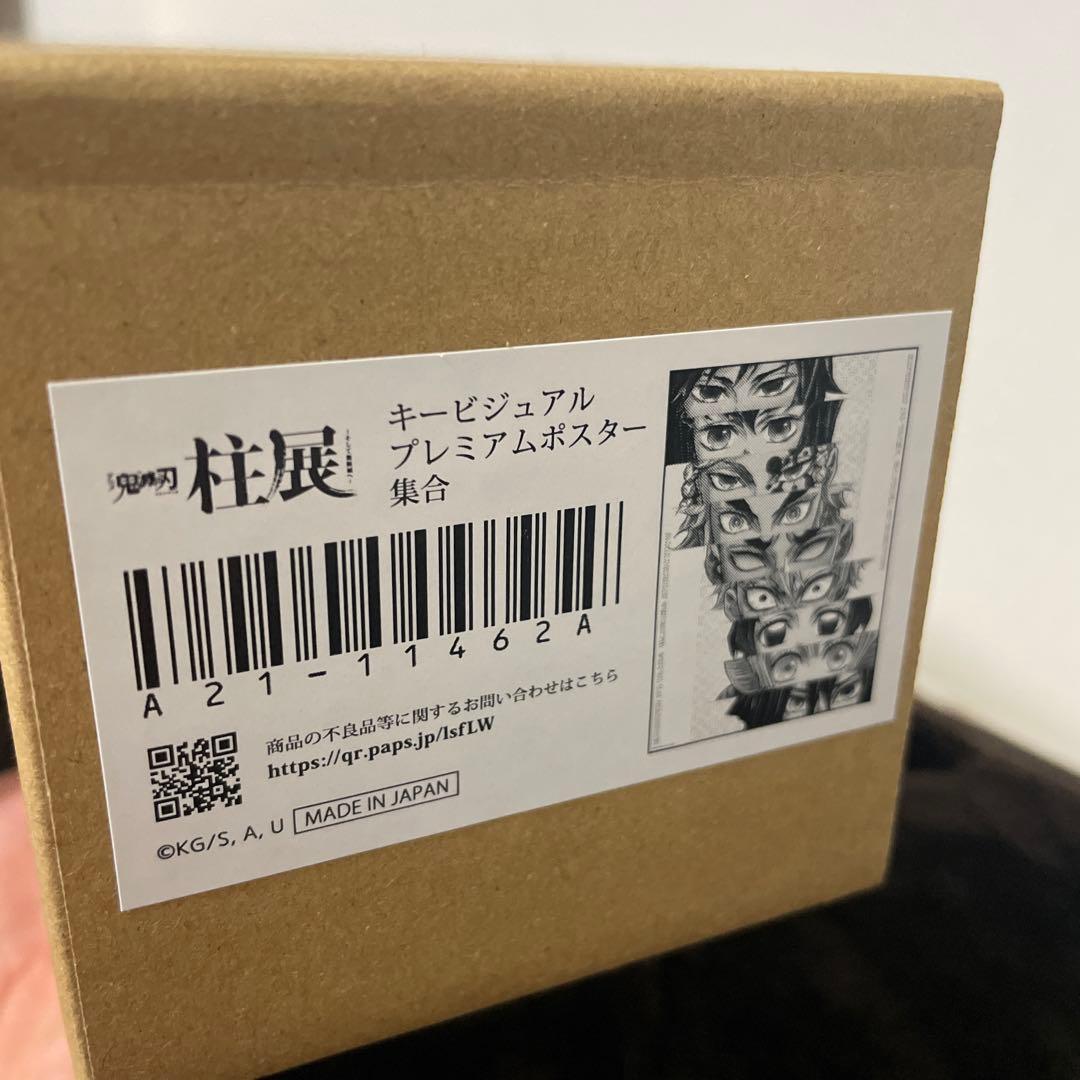 鬼滅の刃
柱展
キービジュアル
プレミアムポスター
集合
A21-11462A
商品の不良品等に関するお問い合わせはこちら
https://qr.paps.jp/lsfLW
©KG/S, A, U
MADE IN JAPAN